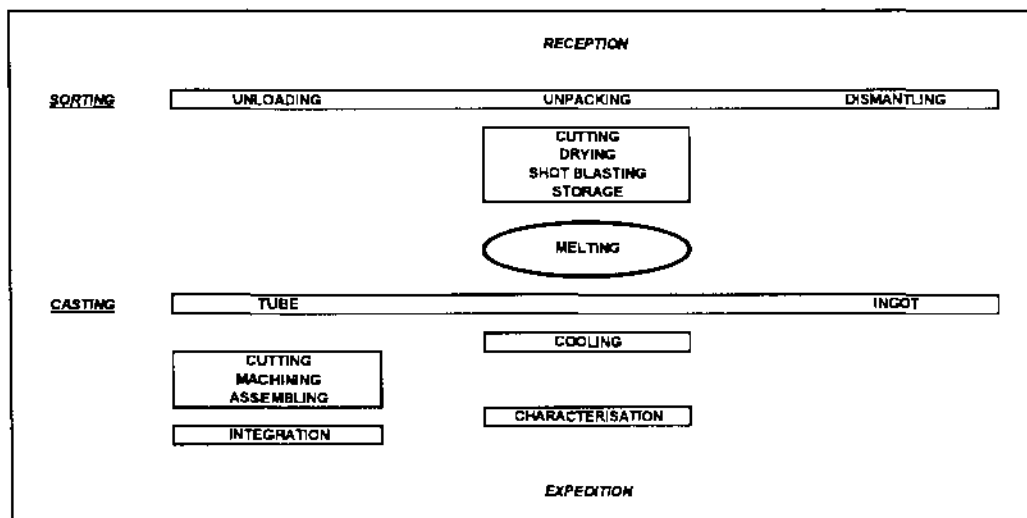 RECEPTION
SORTING UNLOADING UNPACKING DISMANTLING
CUTTING
DRYING
SHOT BLASTING
STORAGE
MELTING
CASTING TUBE INGOT
COOLING
CUTTING
MACHINING
ASSEMBLING
CHARACTERISATION
INTEGRATION
EXPEDITION